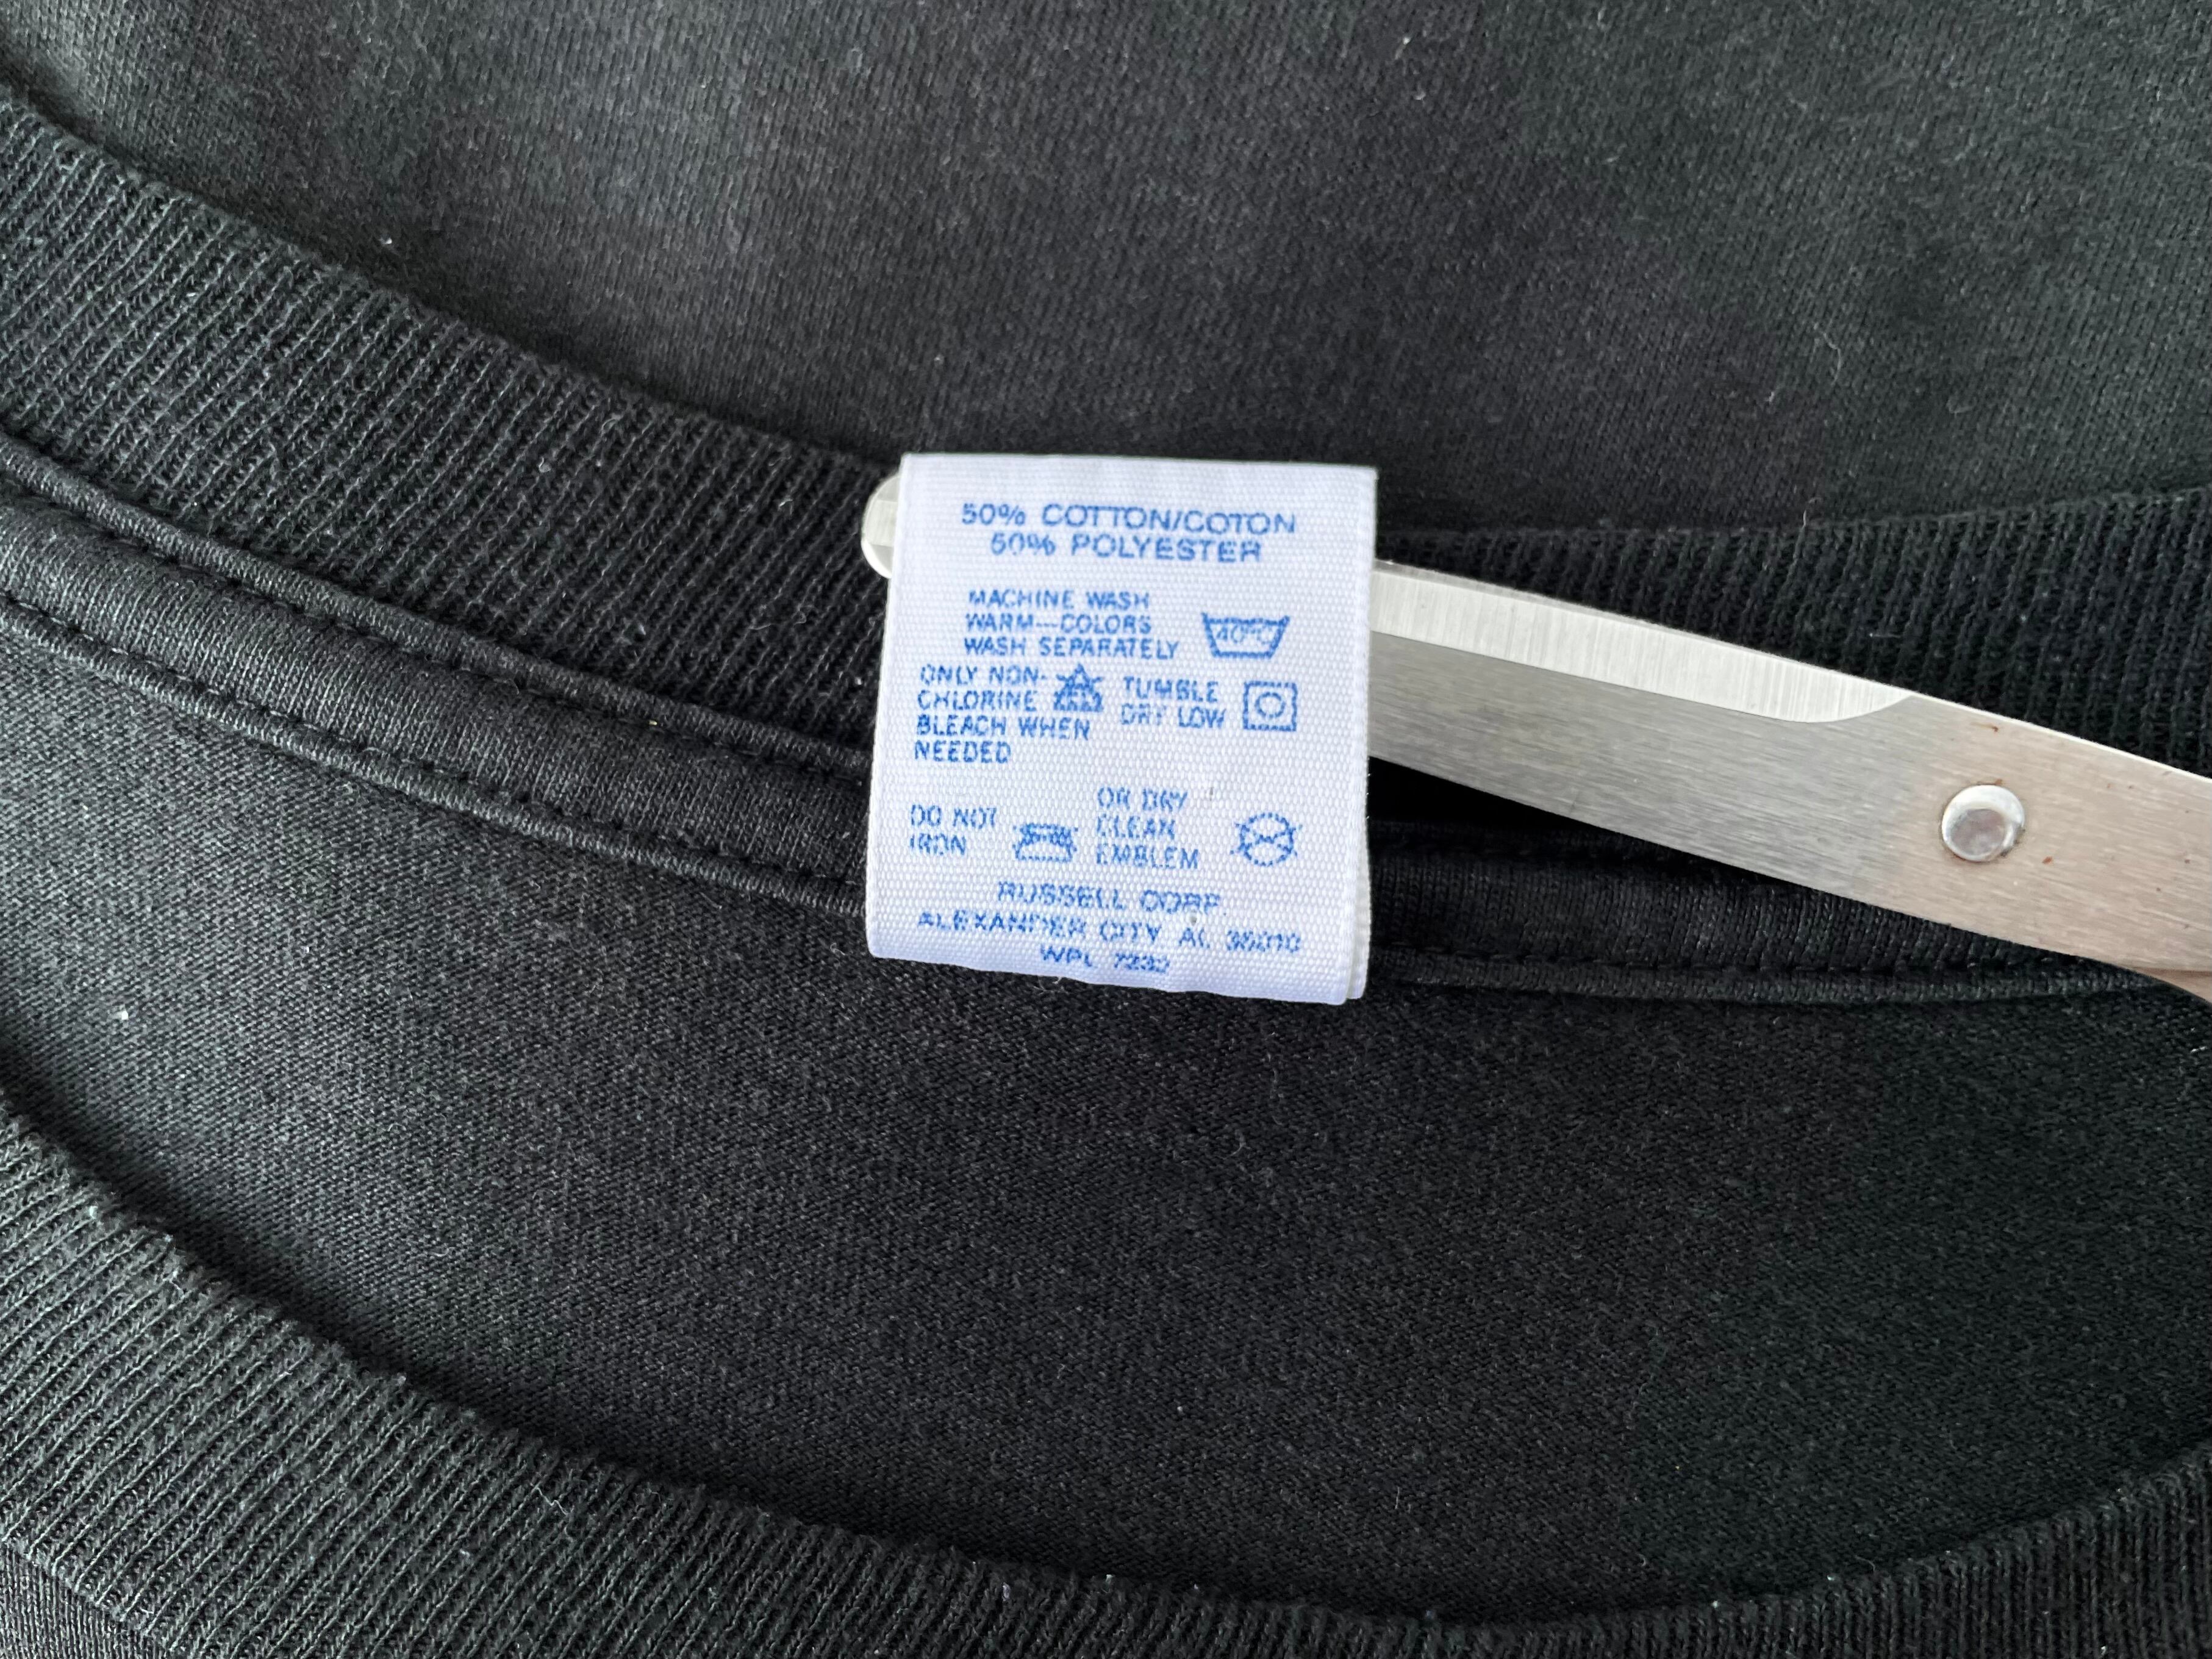 50% COTTON/COTON
50% POLYESTER
MACHINE WASH
WARM—COLORS
WASH SEPARATELY
40°C
ONLY NON-
CHLORINE
BLEACH WHEN
NEEDED
TUMBLE
DRY LOW
DO NOT
IRON
OR DRY
CLEAN
EMBLEM
RUSSELL CORP
ALEXANDER CITY AL 35010
WPL